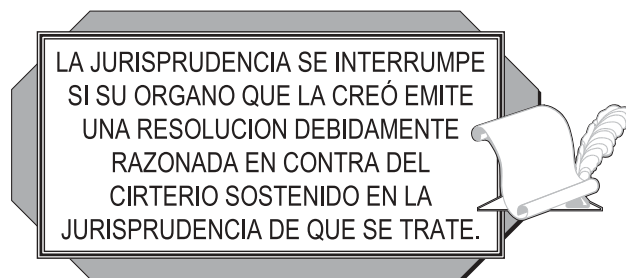 LA JURISPRUDENCIA SE INTERRUMPE
SI SU ORGANO QUE LA CREÓ EMITE
UNA RESOLUCION DEBIDAMENTE
RAZONADA EN CONTRA DEL
CIRTERIO SOSTENIDO EN LA
JURISPRUDENCIA DE QUE SE TRATE.